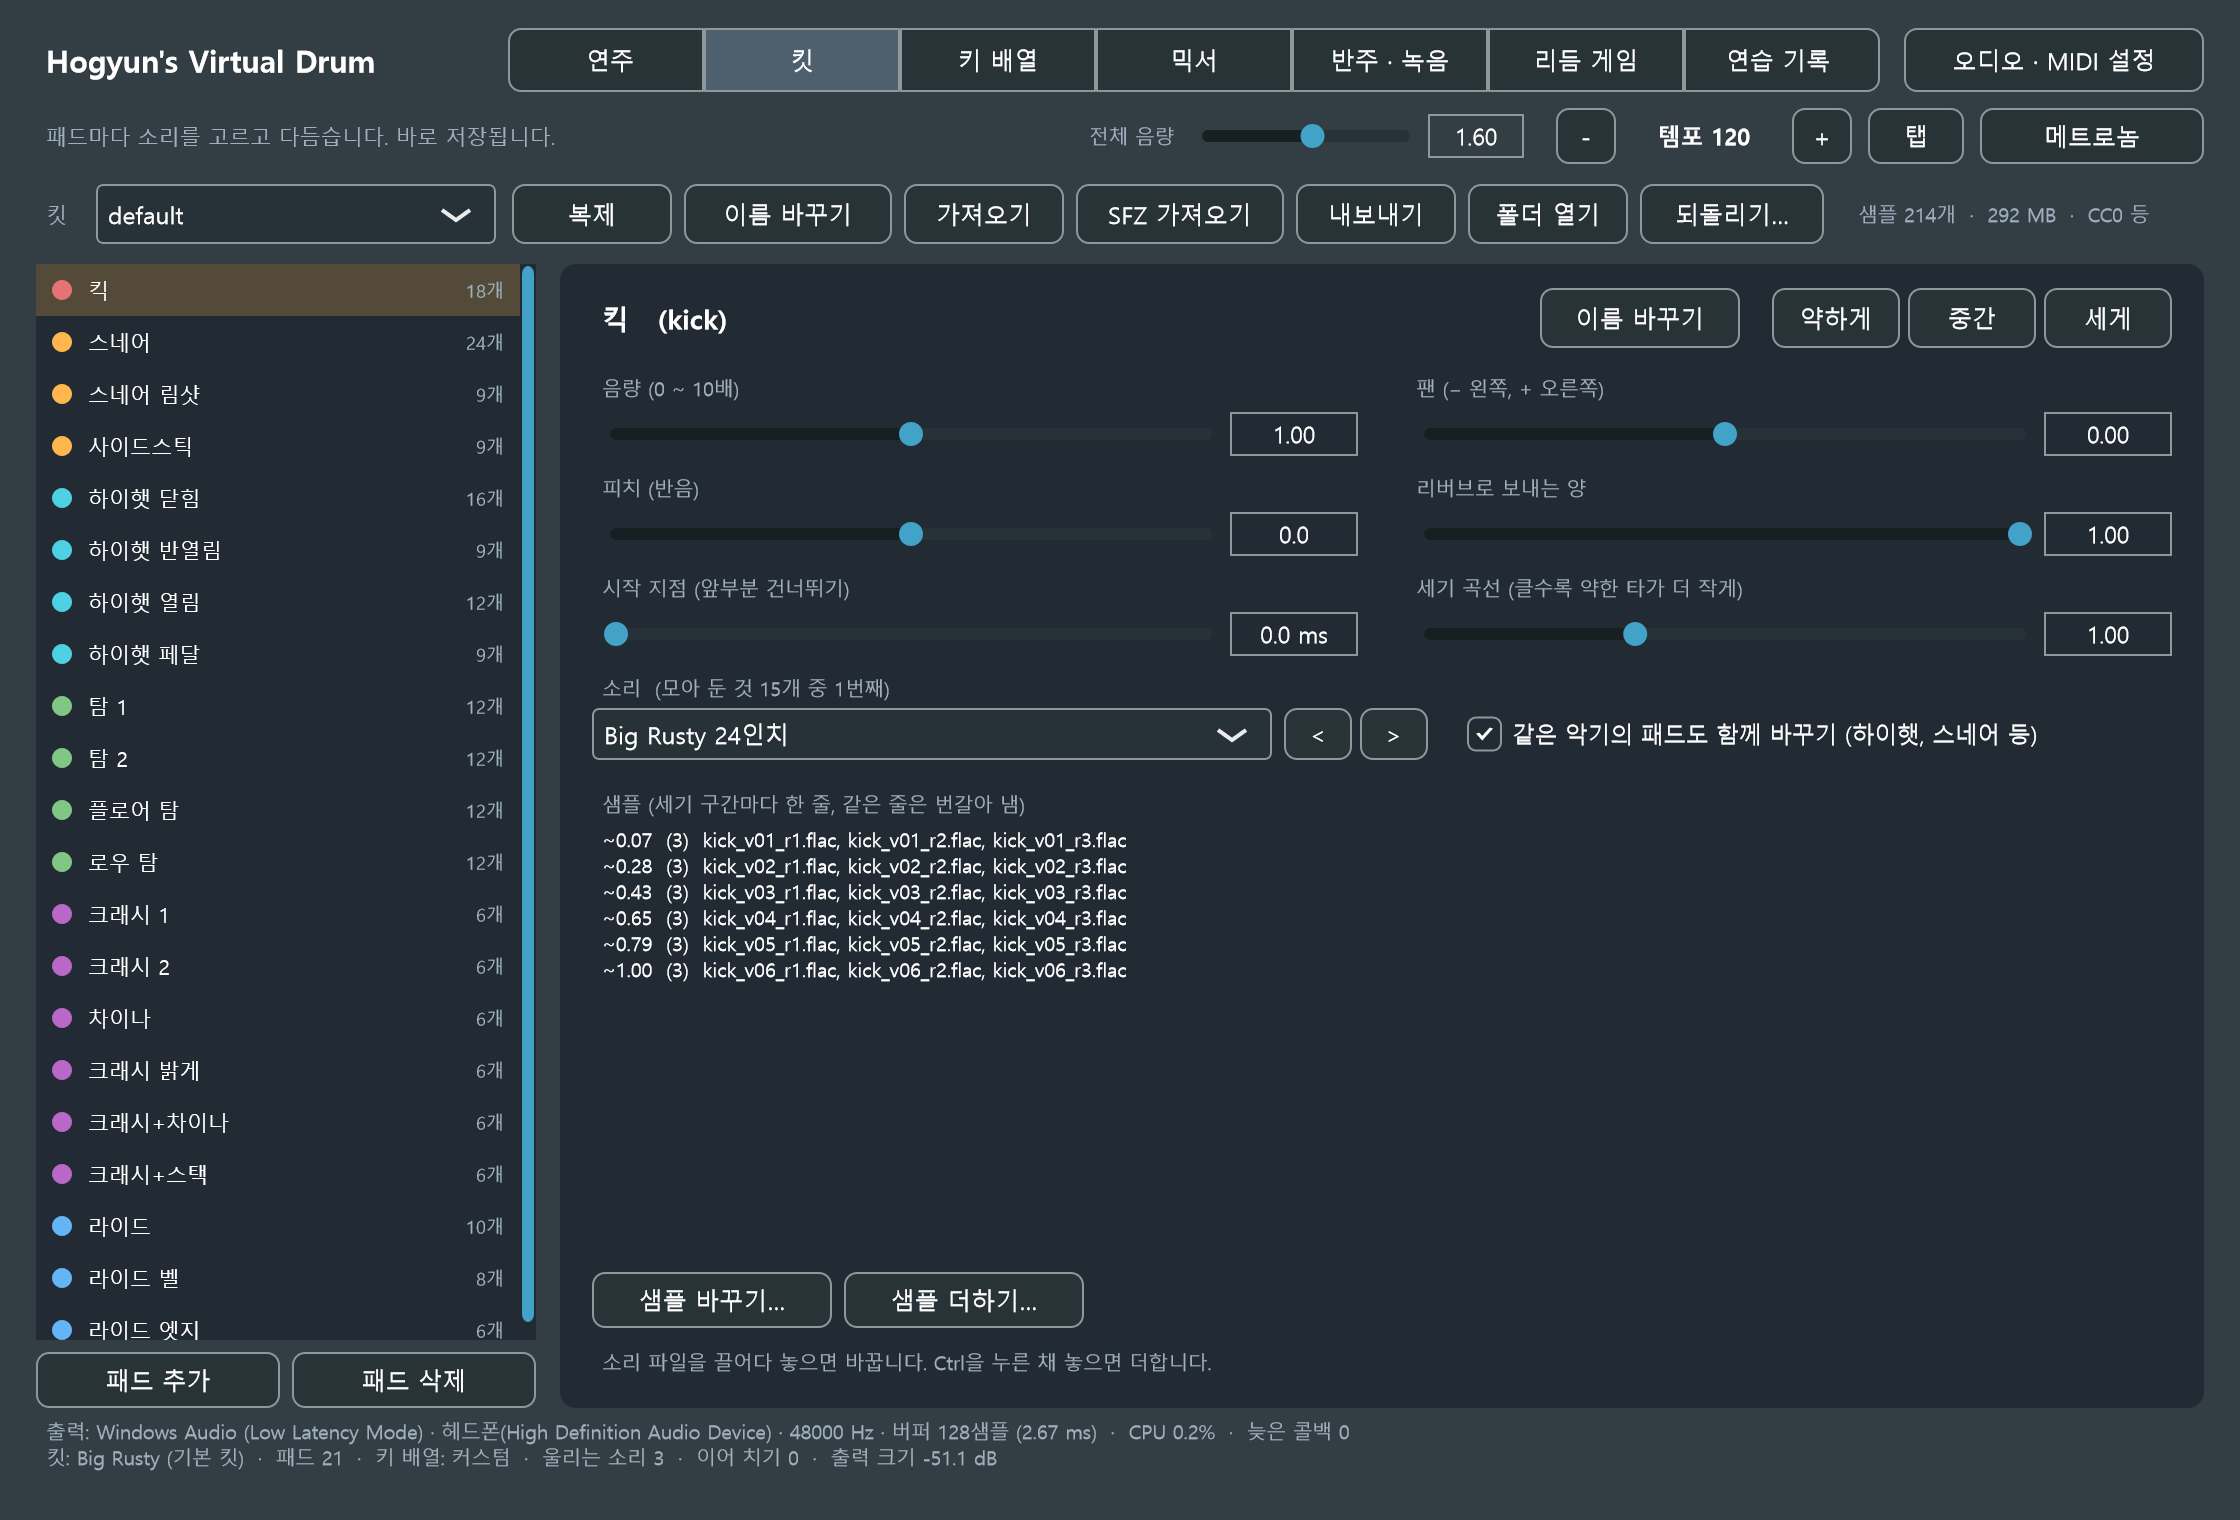 Hogyun's Virtual Drum
연주 킷 키 배열 믹서 반주 · 녹음 리듬 게임 연습 기록 오디오 · MIDI 설정
패드마다 소리를 고르고 다듬습니다. 바로 저장됩니다.
전체 음량 1.60 - 템포 120 + 탭 메트로놈
킷 default 복제 이름 바꾸기 가져오기 SFZ 가져오기 내보내기 폴더 열기 되돌리기... 샘플 214개 · 292 MB · CC0 등
킥 18개
스네어 24개
스네어 림샷 9개
사이드스틱 9개
하이햇 닫힘 16개
하이햇 반열림 9개
하이햇 열림 12개
하이햇 페달 9개
탐 1 12개
탐 2 12개
플로어 탐 12개
로우 탐 12개
크래시 1 6개
크래시 2 6개
차이나 6개
크래시 밝게 6개
크래시+차이나 6개
크래시+스택 6개
라이드 10개
라이드 벨 8개
라이드 엣지 6개
패드 추가 패드 삭제
킥 (kick) 이름 바꾸기 약하게 중간 세게
음량 (0 ~ 10배) 팬 (– 왼쪽, + 오른쪽)
1.00 0.00
피치 (반음) 리버브로 보내는 양
0.0 1.00
시작 지점 (앞부분 건너뛰기) 세기 곡선 (클수록 약한 타가 더 작게)
0.0 ms 1.00
소리 (모아 둔 것 15개 중 1번째)
Big Rusty 24인치 < > 같은 악기의 패드도 함께 바꾸기 (하이햇, 스네어 등)
샘플 (세기 구간마다 한 줄, 같은 줄은 번갈아 냄)
~0.07 (3) kick_v01_r1.flac, kick_v01_r2.flac, kick_v01_r3.flac
~0.28 (3) kick_v02_r1.flac, kick_v02_r2.flac, kick_v02_r3.flac
~0.43 (3) kick_v03_r1.flac, kick_v03_r2.flac, kick_v03_r3.flac
~0.65 (3) kick_v04_r1.flac, kick_v04_r2.flac, kick_v04_r3.flac
~0.79 (3) kick_v05_r1.flac, kick_v05_r2.flac, kick_v05_r3.flac
~1.00 (3) kick_v06_r1.flac, kick_v06_r2.flac, kick_v06_r3.flac
샘플 바꾸기... 샘플 더하기...
소리 파일을 끌어다 놓으면 바꿉니다. Ctrl을 누른 채 놓으면 더합니다.
출력: Windows Audio (Low Latency Mode) · 헤드폰(High Definition Audio Device) · 48000 Hz · 버퍼 128샘플 (2.67 ms) · CPU 0.2% · 늦은 콜백 0
킷: Big Rusty (기본 킷) · 패드 21 · 키 배열: 커스텀 · 울리는 소리 3 · 이어 치기 0 · 출력 크기 -51.1 dB